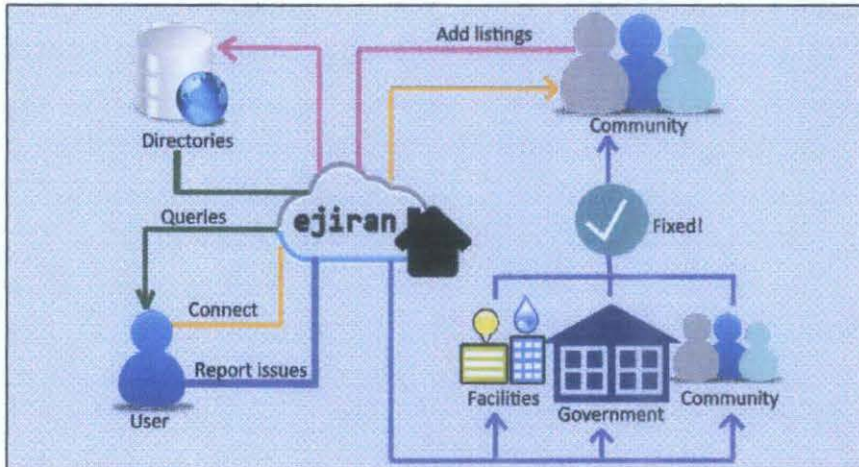 Add listings
Directories
Community
Queries
ejiran
Fixed!
Connect
Report issues
User
Facilities
Government
Community